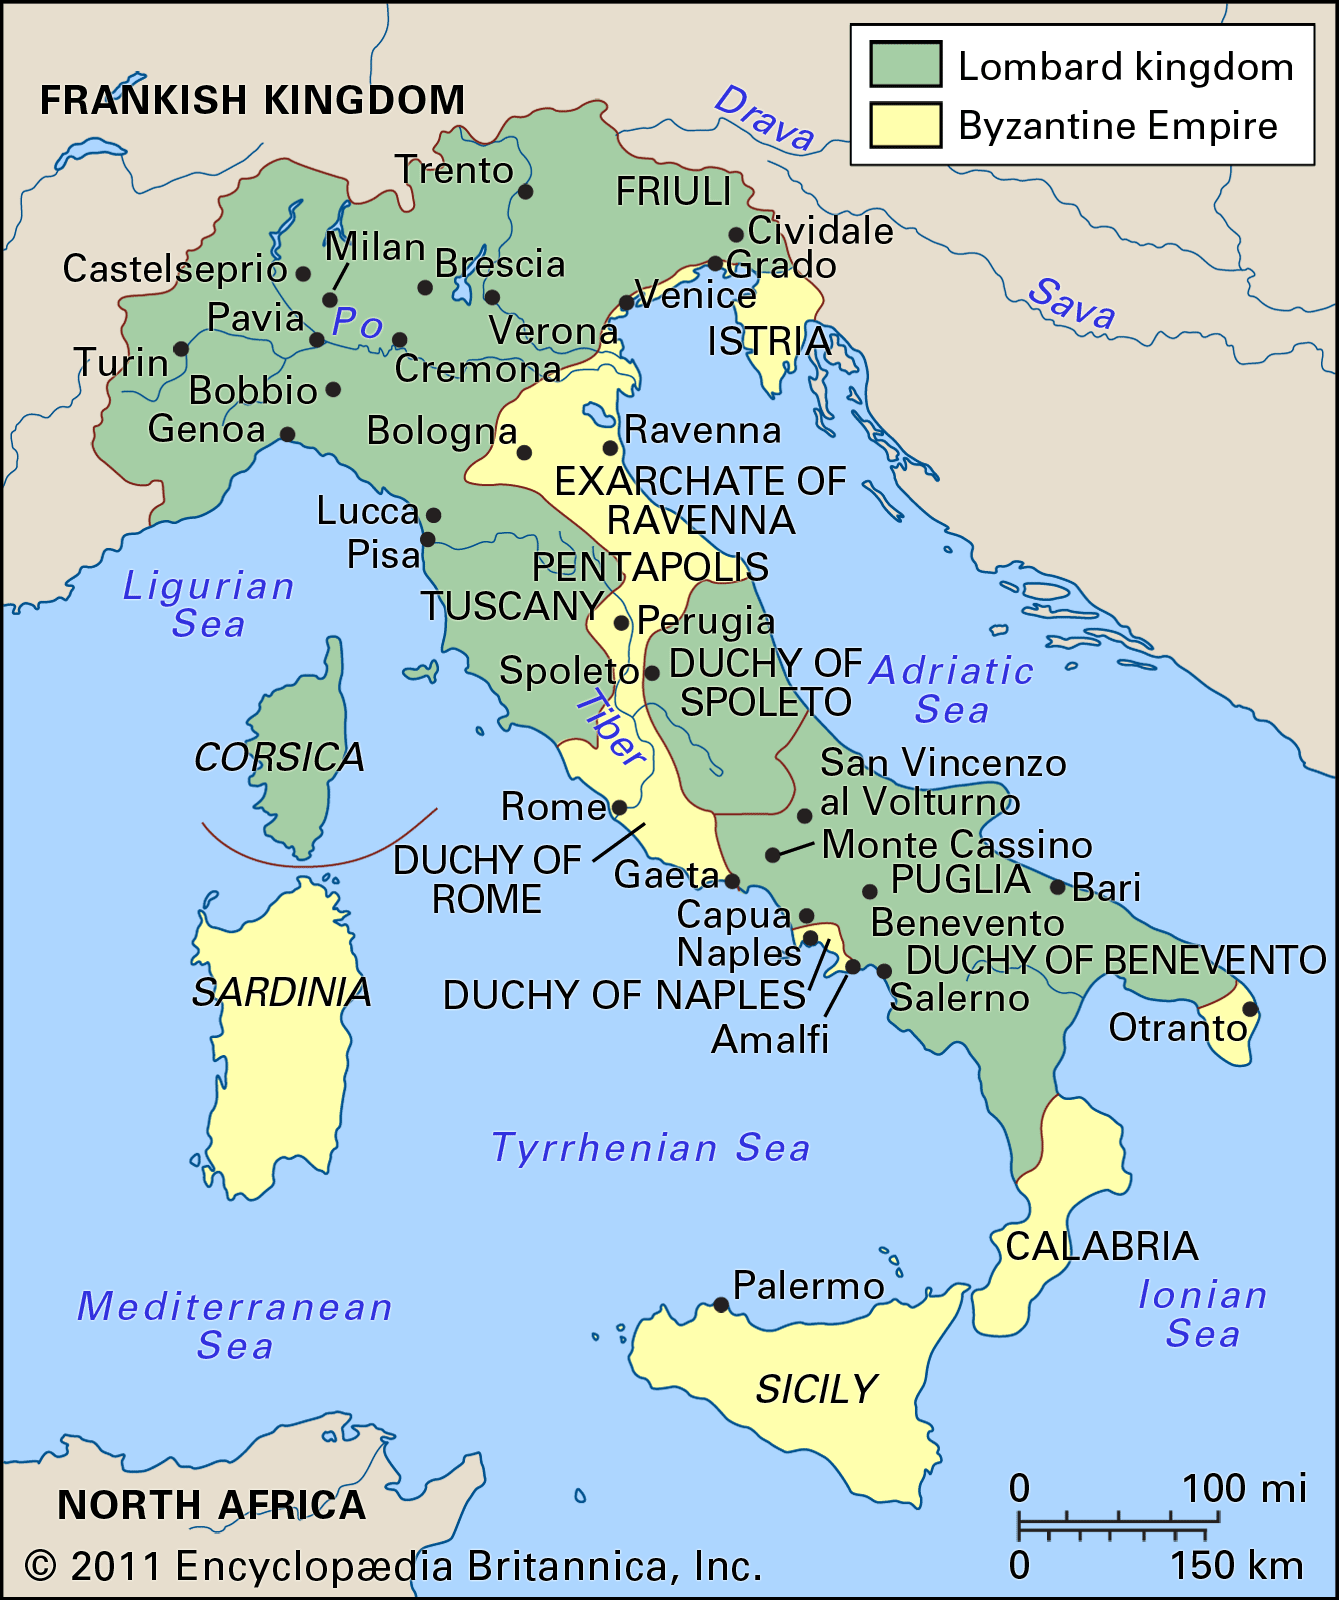 Lombard kingdom
Byzantine Empire
FRANKISH KINGDOM
Drava
Trento
FRIULI
Cividale
Milan
Castelseprio
Brescia
Grado
Venice
Sava
Pavia
Po
Verona
ISTRIA
Turin
Cremona
Bobbio
Genoa
Bologna
Ravenna
EXARCHATE OF
RAVENNA
Lucca
Pisa
PENTAPOLIS
Ligurian
Sea
TUSCANY
Perugia
Spoleto
DUCHY OF
SPOLETO
Adriatic
Sea
Tiber
CORSICA
San Vincenzo
al Volturno
Rome
Monte Cassino
DUCHY OF
ROME
Gaeta
PUGLIA
Bari
Capua
Benevento
Naples
DUCHY OF BENEVENTO
SARDINIA
DUCHY OF NAPLES
Salerno
Amalfi
Otranto
Tyrrhenian Sea
CALABRIA
Palermo
Mediterranean
Sea
Ionian
Sea
SICILY
NORTH AFRICA
0 100 mi
0 150 km
© 2011 Encyclopædia Britannica, Inc.